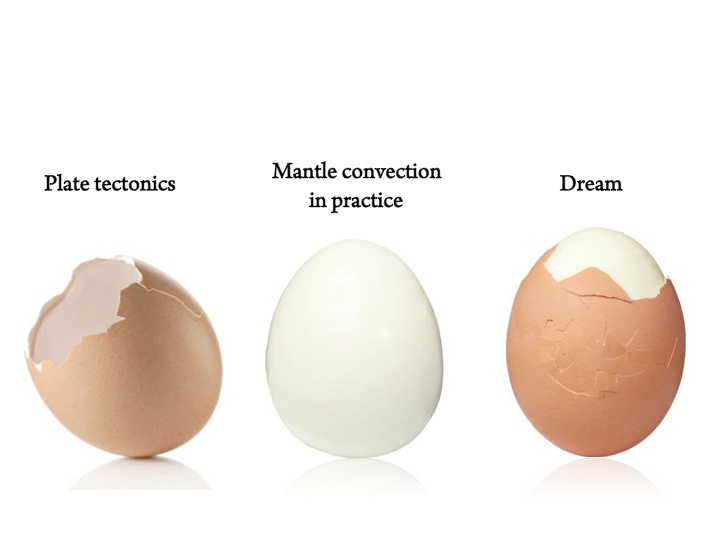 Plate tectonics
Mantle convection
in practice
Dream